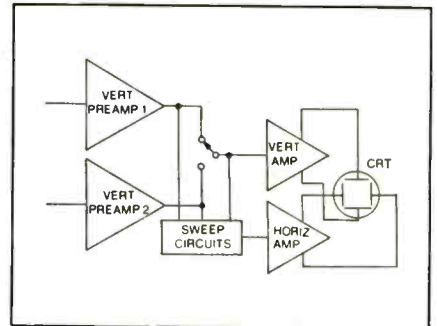 VERT
PREAMP 1
VERT
PREAMP 2
VERT
AMP
CRT
SWEEP
CIRCUITS
HORIZ
AMP